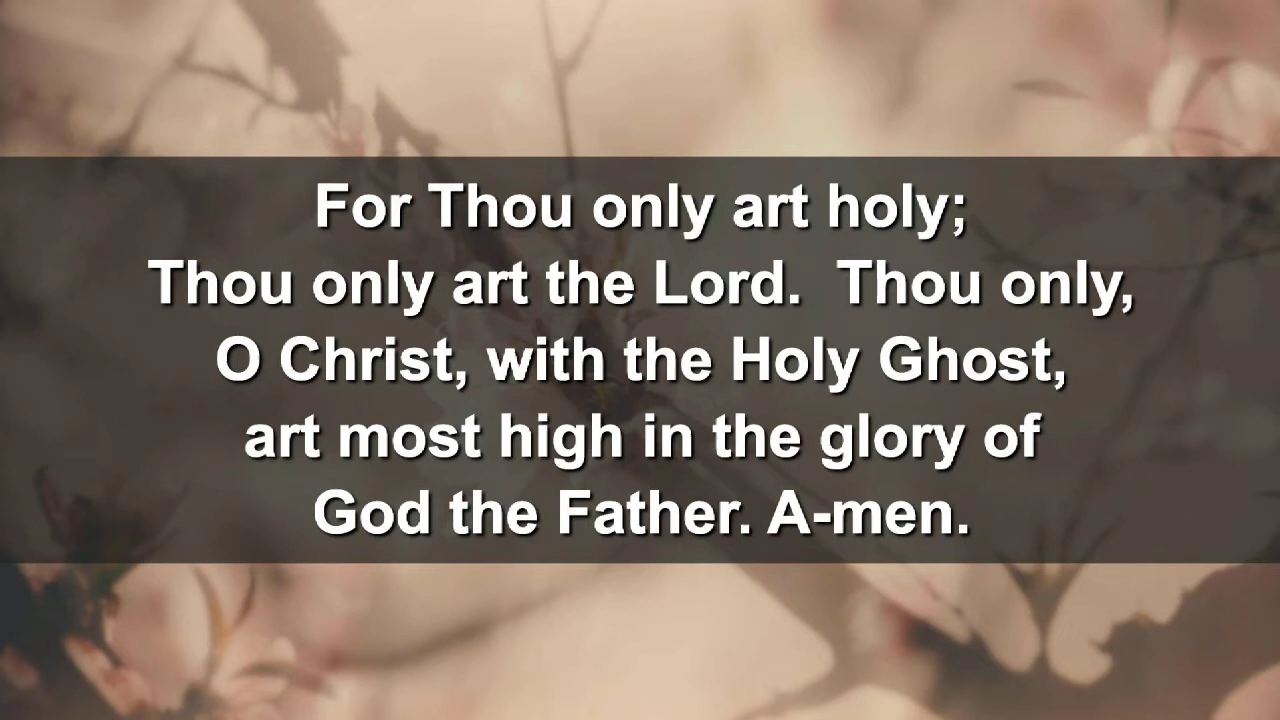 For Thou only art holy;
Thou only art the Lord.  Thou only,
O Christ, with the Holy Ghost,
art most high in the glory of
God the Father. A-men.